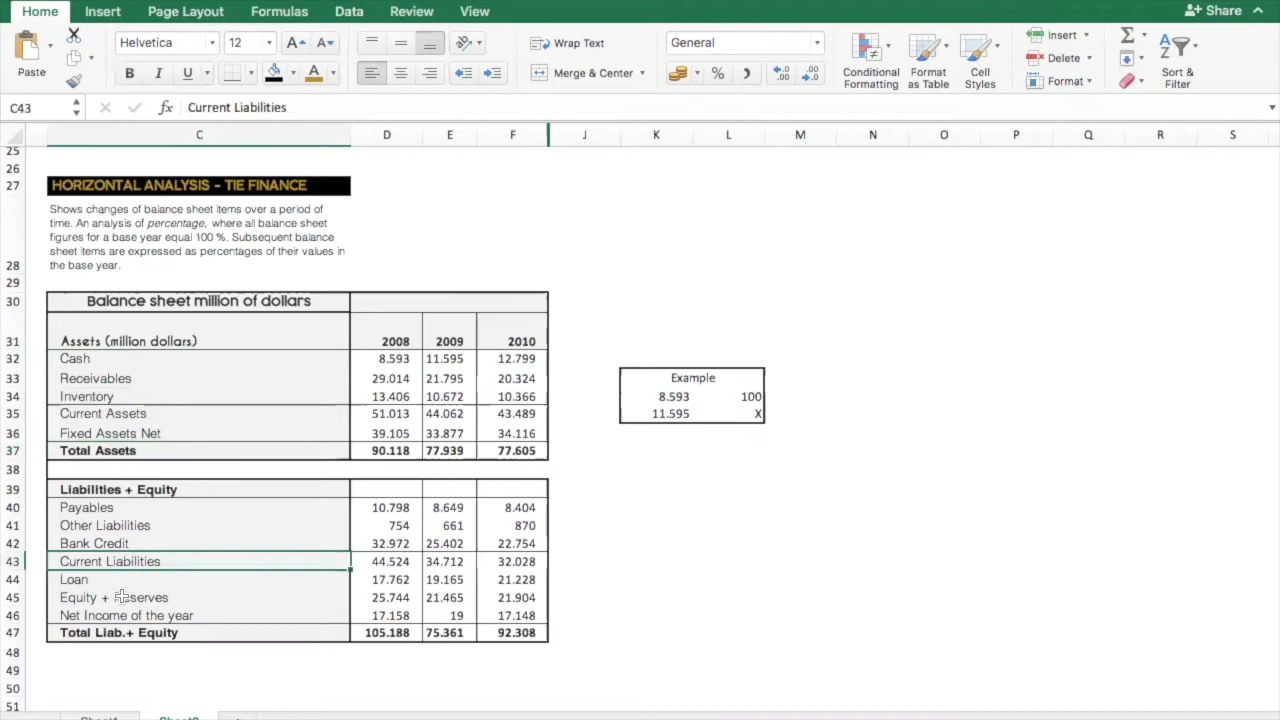 Home Insert Page Layout Formulas Data Review View Share
Helvetica 12 Wrap Text General Insert
Delete
Paste B I U Merge & Center % Conditional Formatting Format as Table Cell Styles Format Sort & Filter
C43 fx Current Liabilities
C D E F J K L M N O P Q R S
25
26
27 HORIZONTAL ANALYSIS - TIE FINANCE
Shows changes of balance sheet items over a period of
time. An analysis of percentage, where all balance sheet
figures for a base year equal 100 %. Subsequent balance
sheet items are expressed as percentages of their values in
28 the base year.
29
30 Balance sheet million of dollars
31 Assets (million dollars) 2008 2009 2010
32 Cash 8.593 11.595 12.799
33 Receivables 29.014 21.795 20.324 Example
34 Inventory 13.406 10.672 10.366 8.593 100
35 Current Assets 51.013 44.062 43.489 11.595 X
36 Fixed Assets Net 39.105 33.877 34.116
37 Total Assets 90.118 77.939 77.605
38
39 Liabilities + Equity
40 Payables 10.798 8.649 8.404
41 Other Liabilities 754 661 870
42 Bank Credit 32.972 25.402 22.754
43 Current Liabilities 44.524 34.712 32.028
44 Loan 17.762 19.165 21.228
45 Equity + Reserves 25.744 21.465 21.904
46 Net Income of the year 17.158 19 17.148
47 Total Liab.+ Equity 105.188 75.361 92.308
48
49
50
51